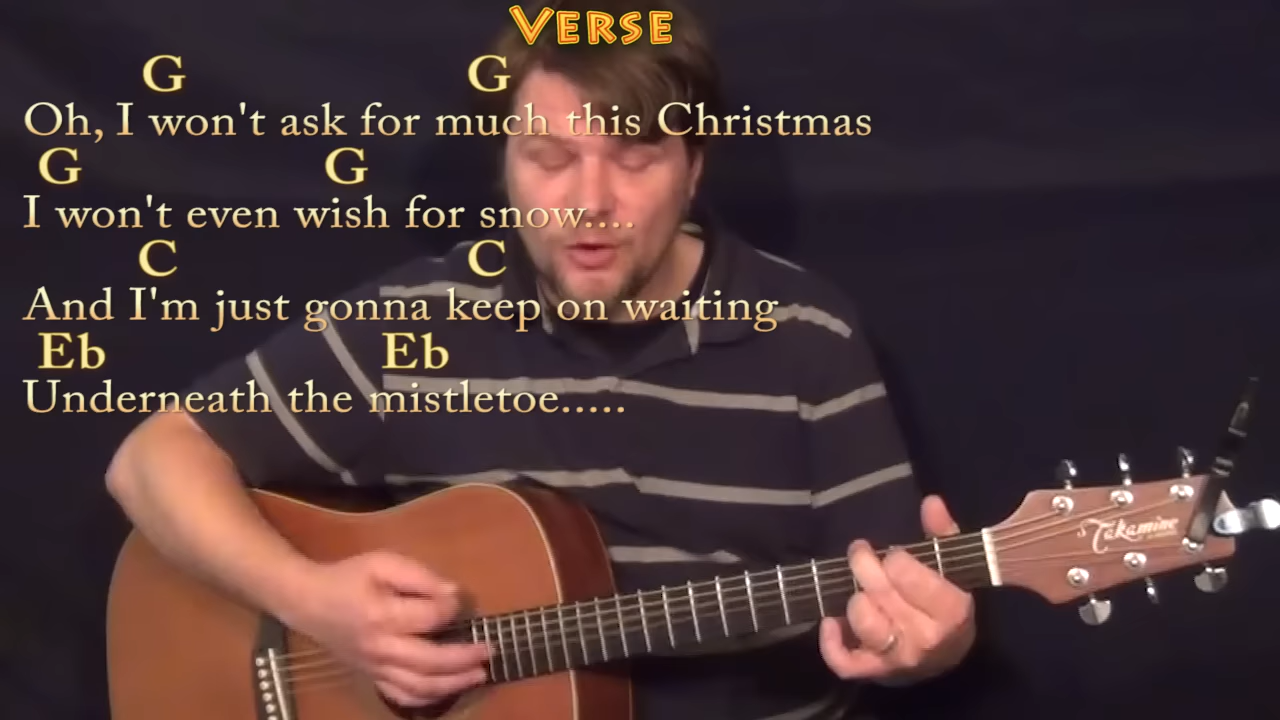 VERSE
G G
Oh, I won't ask for much this Christmas
G G
I won't even wish for snow....
C C
And I'm just gonna keep on waiting
Eb Eb
Underneath the mistletoe.....
Takamine